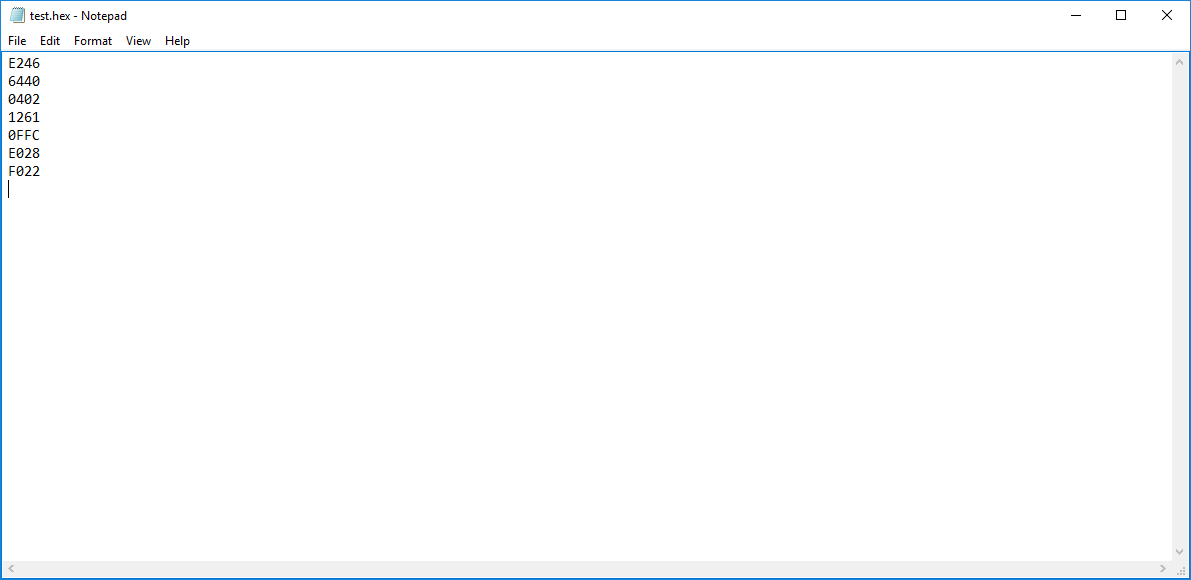 test.hex - Notepad
File Edit Format View Help
E246
6440
0402
1261
0FFC
E028
F022